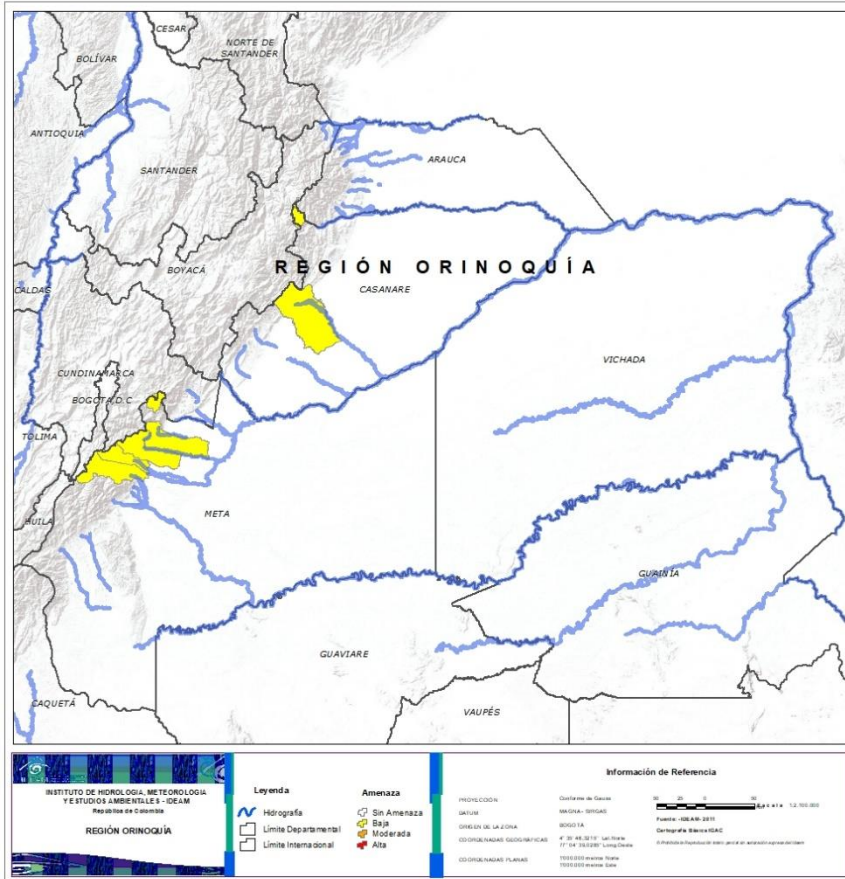 CESAR
NORTE DE
SANTANDER
BOLÍVAR
ANTIOQUIA
ARAUCA
SANTANDER
BOYACÁ
REGIÓN ORINOQUÍA
CALDAS
CASANARE
VICHADA
CUNDINAMARCA
BOGOTA,D.C
TOLIMA
META
HUILA
GUAINÍA
GUAVIARE
CAQUETÁ
VAUPÉS
INSTITUTO DE HIDROLOGIA, METEOROLOGIA
Y ESTUDIOS AMBIENTALES - IDEAM
República de Colombia
REGIÓN ORINOQUÍA
Leyenda
Hidrografía
Límite Departamental
Límite Internacional
Amenaza
Sin Amenaza
Baja
Moderada
Alta
Información de Referencia
PROYECCION
Conforme de Gauss
DATUM
MAGNA- SIRGAS
ORIGEN DE LA ZONA
BOGOTA
COORDENADAS GEOGRAFICAS
COORDENADAS PLANAS
Escala
Fuente: -IDEAM- 2011
Cartografía Básica IGAC